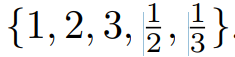 {1, 2, 3, 1/2, 1/3}.